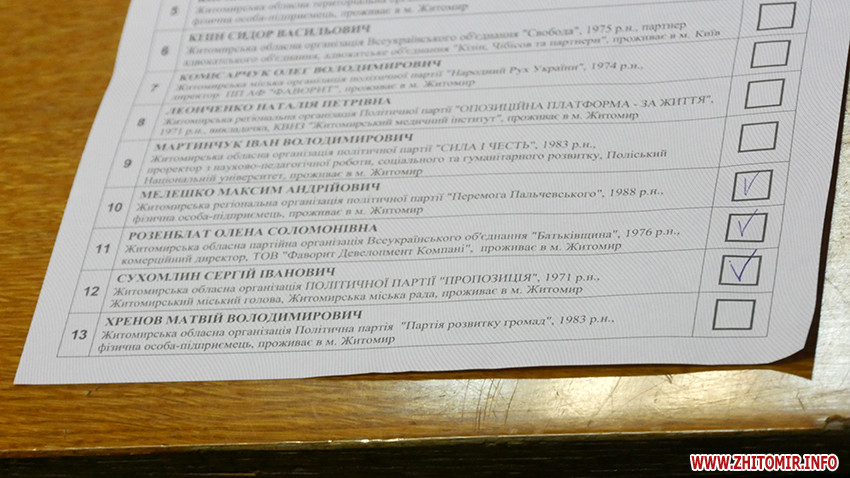 5
Житомирська обласна територіальна
фізична особа-підприємець, проживає в м. Житомир
6
КІЗІН СИДОР ВАСИЛЬОВИЧ
Житомирська обласна організація Всеукраїнського об'єднання "Свобода", 1975 р.н., партнер
адвокатського об'єднання, адвокатське об'єднання "Кізін, Чібісов та партнери", проживає в м. Київ
7
КОМІСАРЧУК ОЛЕГ ВОЛОДИМИРОВИЧ
Житомирська міська організація політичної партії "Народний Рух України", 1974 р.н.,
директор ПП АФ "ФАВОРИТ", проживає в м. Житомир
8
ЛЕОНЧЕНКО НАТАЛІЯ ПЕТРІВНА
Житомирська регіональна організація Політичної партії "ОПОЗИЦІЙНА ПЛАТФОРМА - ЗА ЖИТТЯ",
1971 р.н., викладачка, КВНЗ "Житомирський медичний інститут", проживає в м. Житомир
9
МАРТИНЧУК ІВАН ВОЛОДИМИРОВИЧ
Житомирська обласна організація політичної партії "СИЛА І ЧЕСТЬ", 1983 р.н.,
проректор з науково-педагогічної роботи, соціального та гуманітарного розвитку, Поліський
Національний університет, проживає в м. Житомир
10
МЕЛЕШКО МАКСИМ АНДРІЙОВИЧ
Житомирська регіональна організація політичної партії "Перемога Пальчевського", 1988 р.н.,
фізична особа-підприємець, проживає в м. Житомир
11
РОЗЕНБЛАТ ОЛЕНА СОЛОМОНІВНА
Житомирська обласна партійна організація Всеукраїнського об'єднання "Батьківщина", 1976 р.н.,
комерційний директор, ТОВ "Фаворит Девелопмент Компані", проживає в м. Житомир
12
СУХОМЛИН СЕРГІЙ ІВАНОВИЧ
Житомирська обласна організація ПОЛІТИЧНОЇ ПАРТІЇ "ПРОПОЗИЦІЯ", 1971 р.н.,
Житомирський міський голова, Житомирська міська рада, проживає в м. Житомир
13
ХРЕНОВ МАТВІЙ ВОЛОДИМИРОВИЧ
Житомирська обласна організація Політична партія "Партія розвитку громад", 1983 р.н.,
фізична особа-підприємець, проживає в м. Житомир
WWW.ZHITOMIR.INFO